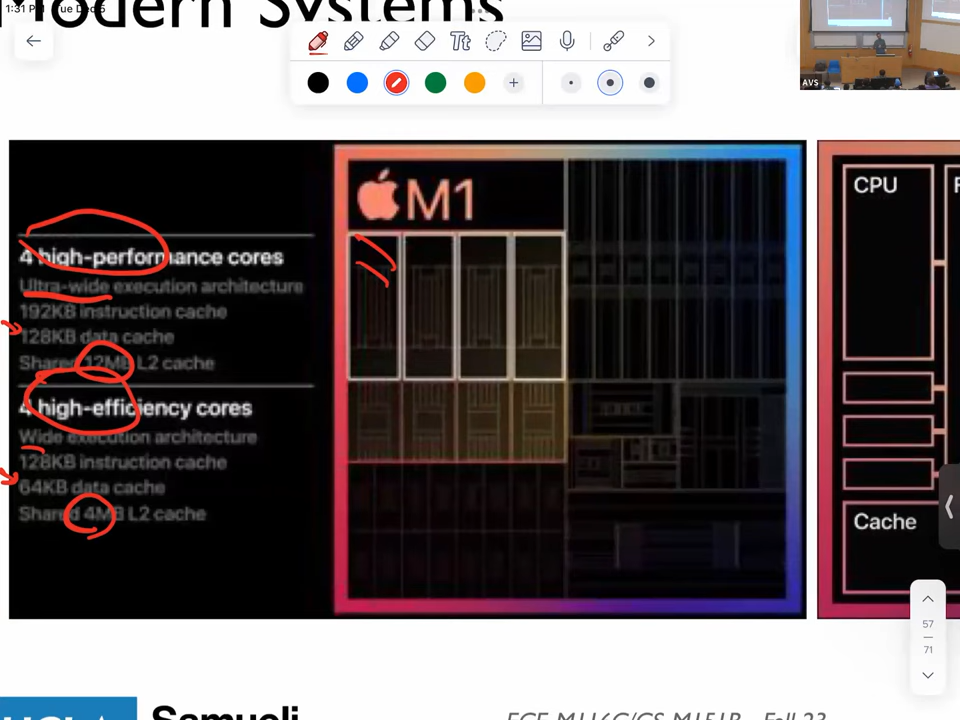 1:31 PM Tue Dec 5
Modern Systems
Tt
AVS
4 high-performance cores
Ultra-wide execution architecture
192KB instruction cache
128KB data cache
Shared 12MB L2 cache
4 high-efficiency cores
Wide execution architecture
128KB instruction cache
64KB data cache
Shared 4MB L2 cache
M1
CPU
F
Cache
57
71
UCLA
Samueli
ECE M116C/CS M151B - Fall 23